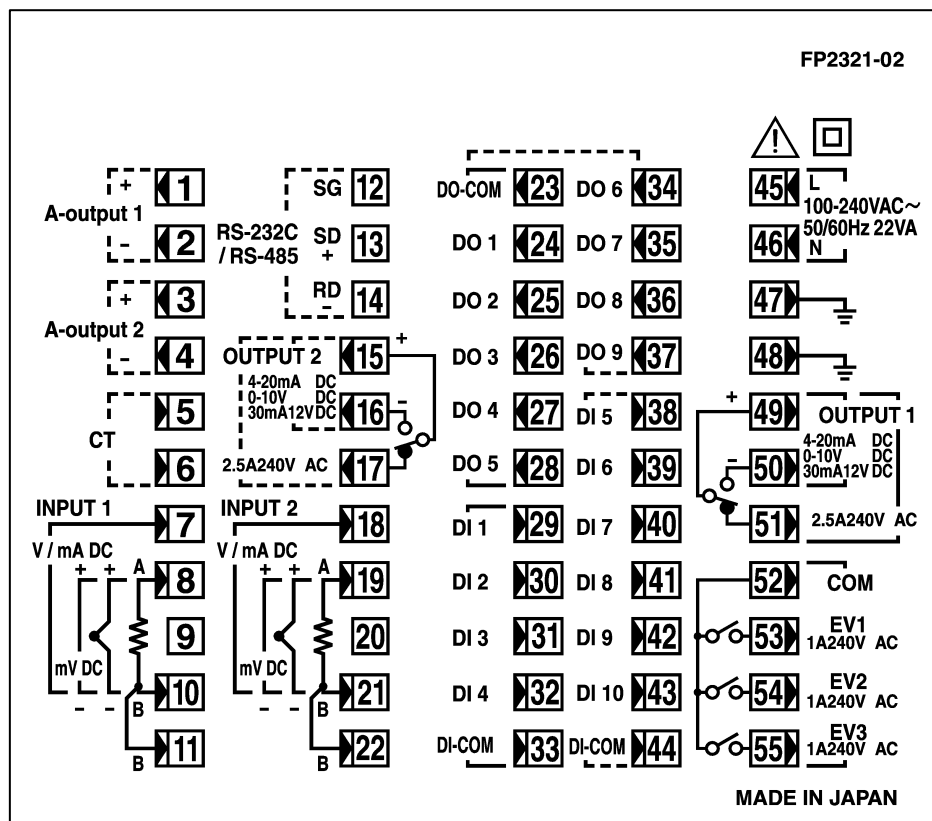 FP2321-02
A-output 1
+
-
1
2
A-output 2
+
-
3
4
CT
5
6
INPUT 1
V / mA DC
+ + A
mV DC
- - B
B
7
8
9
10
11
RS-232C
/ RS-485
SG
SD
+
RD
-
12
13
14
OUTPUT 2
4-20mA DC
0-10V DC
30mA12V DC
2.5A240V AC
+
-
15
16
17
INPUT 2
V / mA DC
+ + A
mV DC
- - B
B
18
19
20
21
22
DO-COM 23
DO 1 24
DO 2 25
DO 3 26
DO 4 27
DO 5 28
DI 1 29
DI 2 30
DI 3 31
DI 4 32
DI-COM 33
DO 6 34
DO 7 35
DO 8 36
DO 9 37
DI 5 38
DI 6 39
DI 7 40
DI 8 41
DI 9 42
DI 10 43
DI-COM 44
!
45 L
100-240VAC~
50/60Hz 22VA
46 N
47
48
+
-
49
50
51
OUTPUT 1
4-20mA DC
0-10V DC
30mA12V DC
2.5A240V AC
52 COM
53 EV1
1A240V AC
54 EV2
1A240V AC
55 EV3
1A240V AC
MADE IN JAPAN